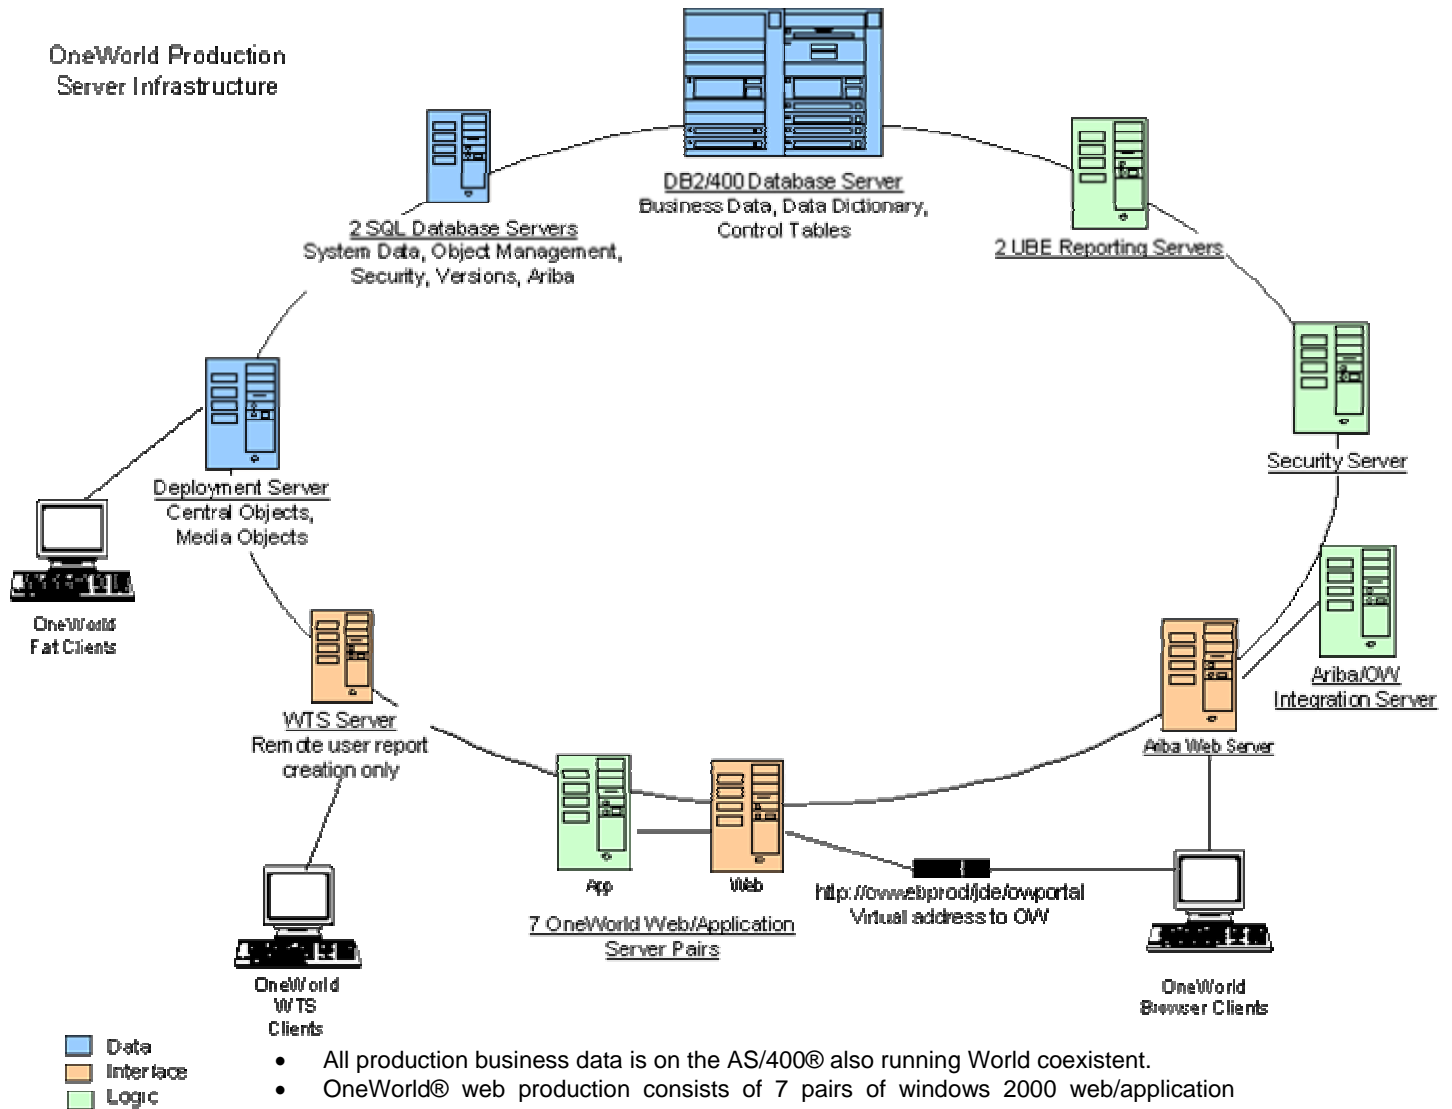 OneWorld Production
Server Infrastructure
DB2/400 Database Server
Business Data, Data Dictionary,
Control Tables
2 SQL Database Servers
System Data, Object Management,
Security, Versions, Ariba
2 UBE Reporting Servers
Security Server
Deployment Server
Central Objects,
Media Objects
OneWorld
Fat Clients
Ariba/OW
Integration Server
WTS Server
Remote user report
creation only
Ariba Web Server
App
Web
7 OneWorld Web/Application
Server Pairs
http://owwebprod/jde/owportal
Virtual address to OW
OneWorld
WTS
Clients
OneWorld
Browser Clients
Data
Interface
Logic
• All production business data is on the AS/400® also running World coexistent.
• OneWorld® web production consists of 7 pairs of windows 2000 web/application